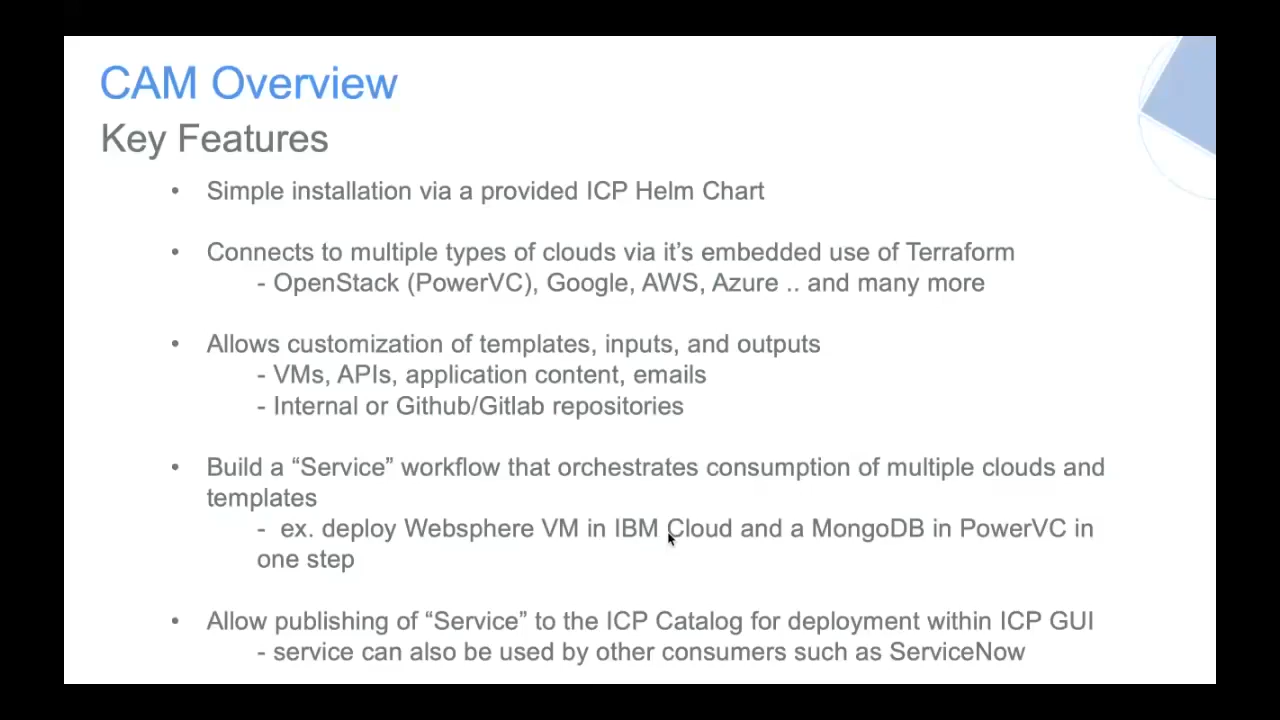 CAM Overview
Key Features
• Simple installation via a provided ICP Helm Chart
• Connects to multiple types of clouds via it’s embedded use of Terraform
- OpenStack (PowerVC), Google, AWS, Azure .. and many more
• Allows customization of templates, inputs, and outputs
- VMs, APIs, application content, emails
- Internal or Github/Gitlab repositories
• Build a “Service” workflow that orchestrates consumption of multiple clouds and
templates
- ex. deploy Websphere VM in IBM Cloud and a MongoDB in PowerVC in
one step
• Allow publishing of “Service” to the ICP Catalog for deployment within ICP GUI
- service can also be used by other consumers such as ServiceNow